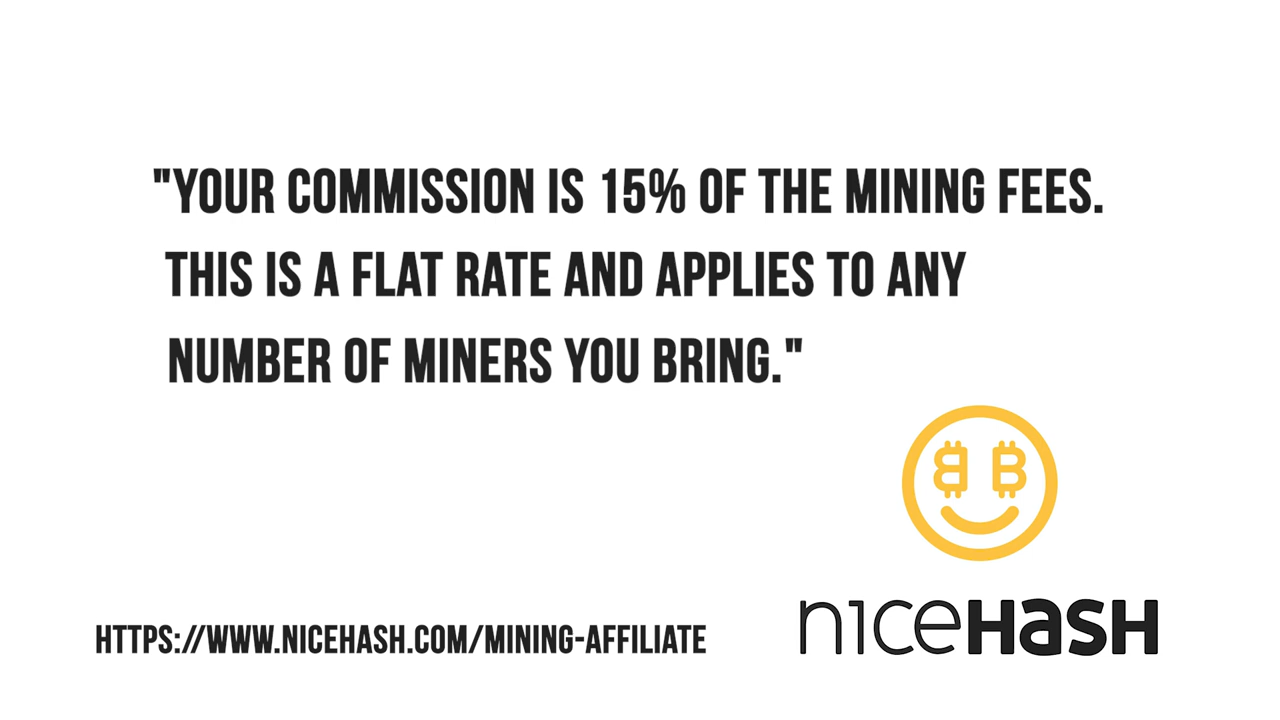 "YOUR COMMISSION IS 15% OF THE MINING FEES.
THIS IS A FLAT RATE AND APPLIES TO ANY
NUMBER OF MINERS YOU BRING."
HTTPS://WWW.NICEHASH.COM/MINING-AFFILIATE
niceHaSH